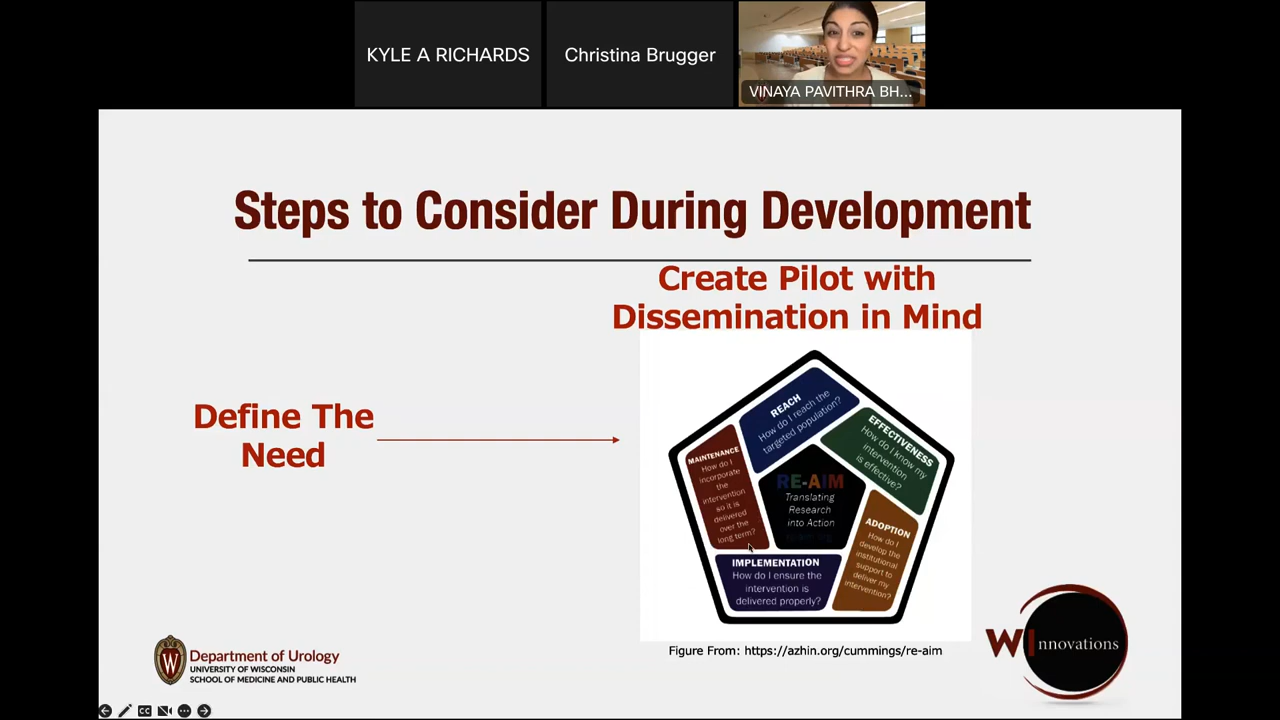 KYLE A RICHARDS
Christina Brugger
VINAYA PAVITHRA BH...
Steps to Consider During Development
Create Pilot with
Dissemination in Mind
Define The
Need
REACH
How do I reach the
targeted population?
EFFECTIVENESS
How do I know my
intervention
is effective?
MAINTENANCE
How do I
incorporate
the
intervention
so it is
delivered
over the
long term?
RE-AIM
Translating
Research
into Action
ADOPTION
How do I
develop the
institutional
support to
deliver my
intervention?
IMPLEMENTATION
How do I ensure the
intervention is
delivered properly?
Figure From: https://azhin.org/cummings/re-aim
W
Department of Urology
UNIVERSITY OF WISCONSIN
SCHOOL OF MEDICINE AND PUBLIC HEALTH
WInnovations
CC